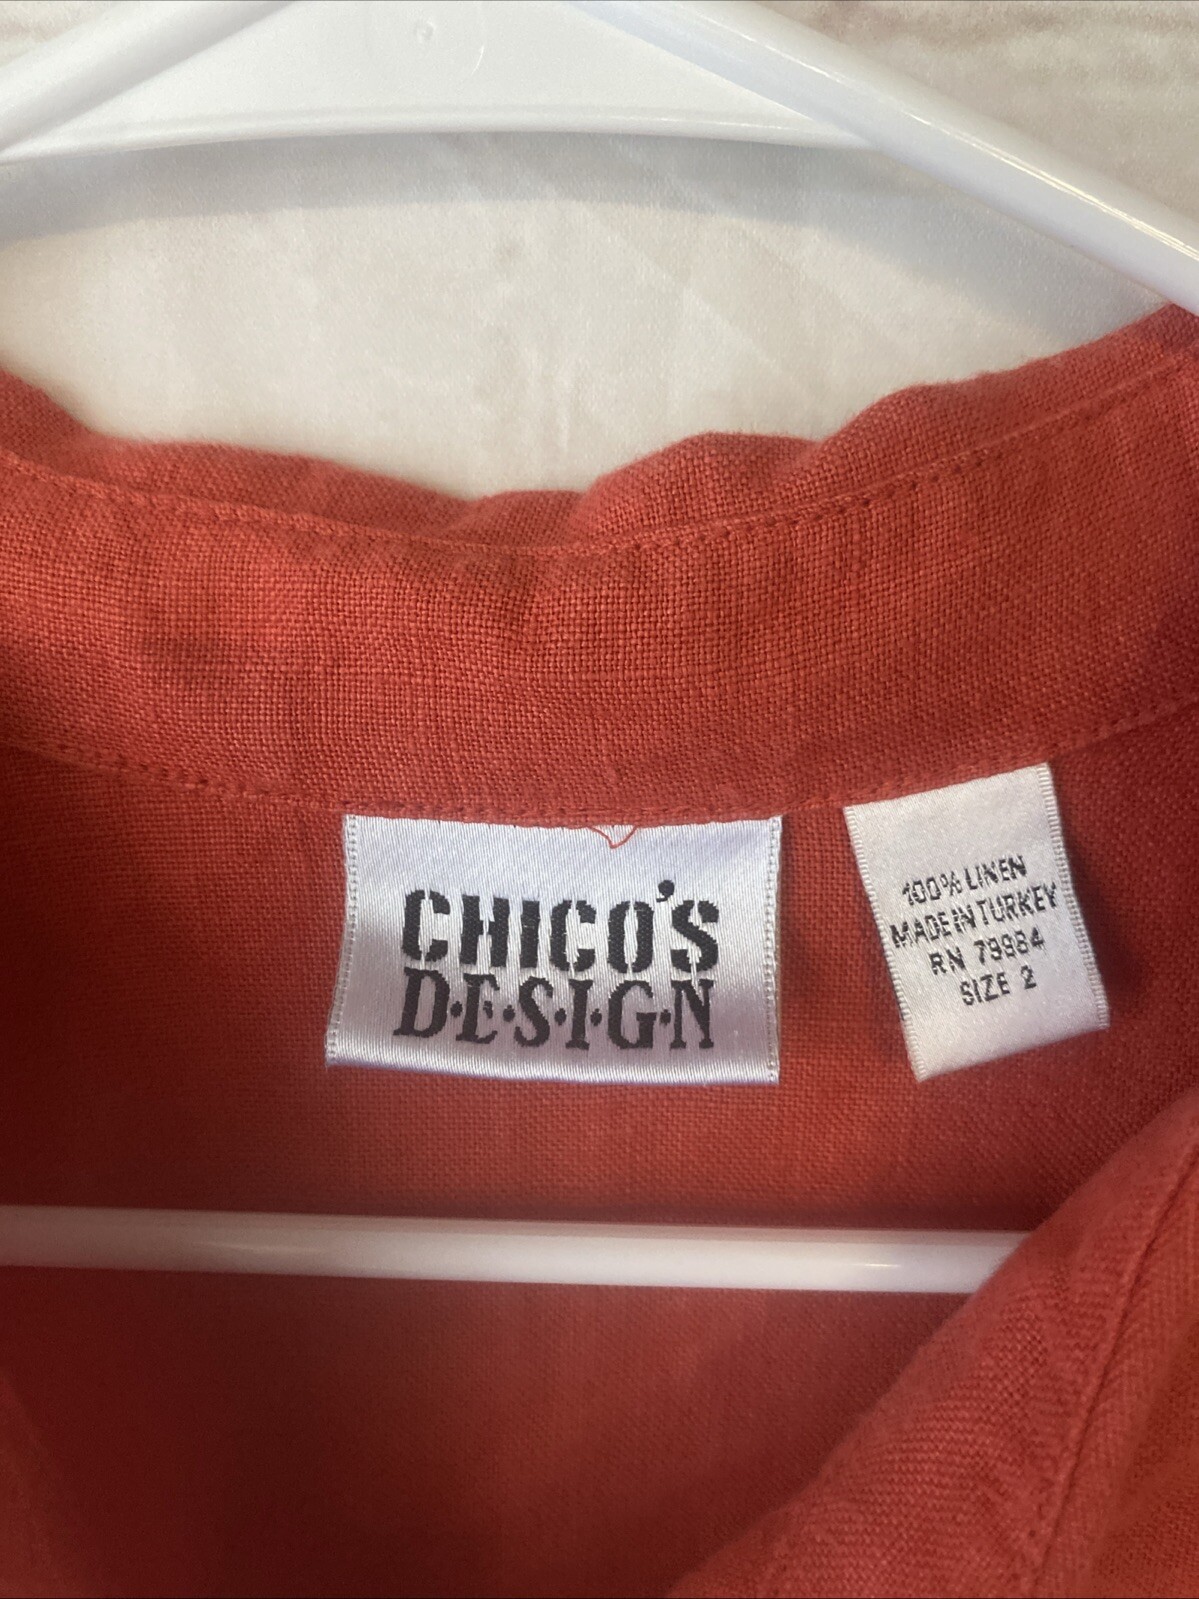 CHICO'S
D·E·S·I·G·N
100% LINEN
MADE IN TURKEY
RN 79984
SIZE 2